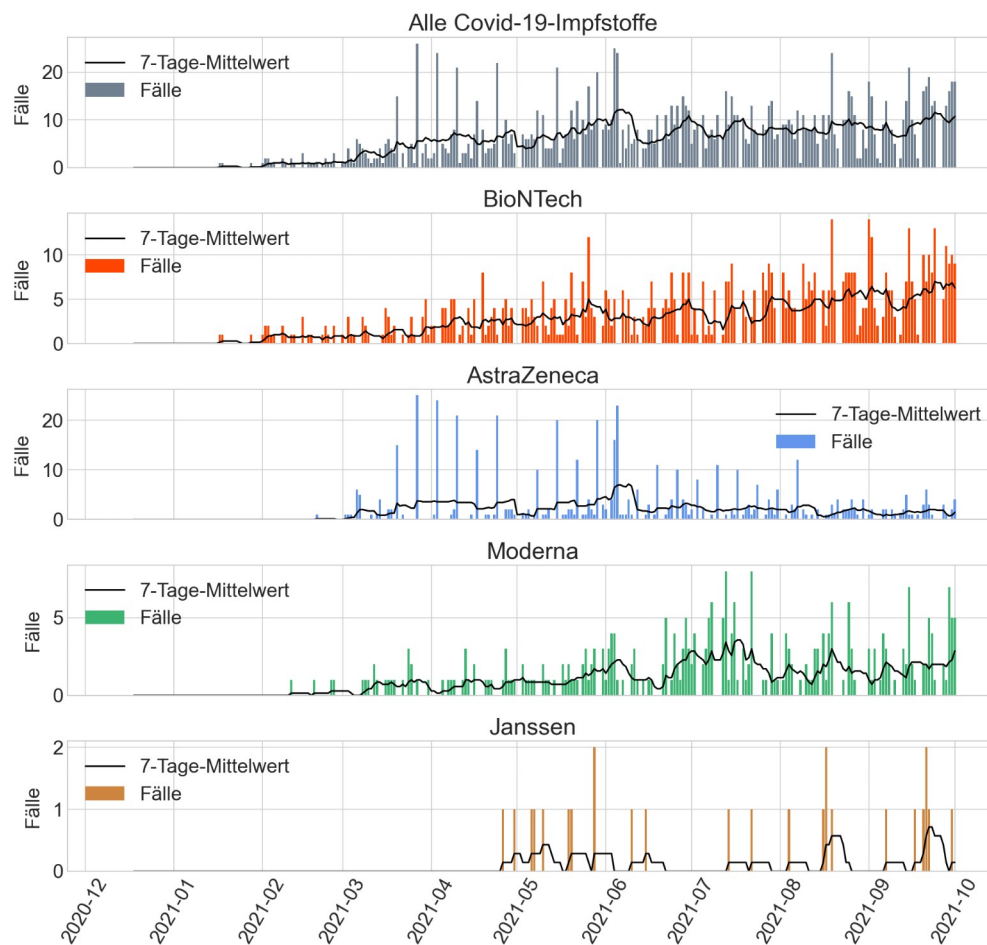 Alle Covid-19-Impfstoffe
Fälle
20
10
0
7-Tage-Mittelwert
Fälle
BioNTech
Fälle
10
5
0
7-Tage-Mittelwert
Fälle
AstraZeneca
Fälle
20
10
0
7-Tage-Mittelwert
Fälle
Moderna
Fälle
5
0
7-Tage-Mittelwert
Fälle
Janssen
Fälle
2
1
0
7-Tage-Mittelwert
Fälle
2020-12
2021-01
2021-02
2021-03
2021-04
2021-05
2021-06
2021-07
2021-08
2021-09
2021-10